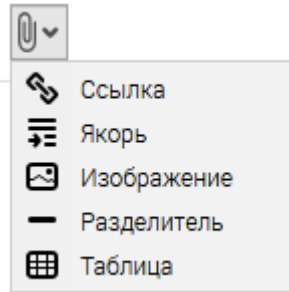 Ссылка
Якорь
Изображение
Разделитель
Таблица